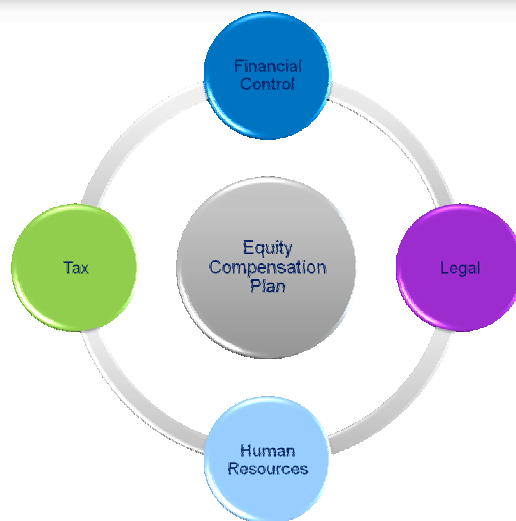 Financial
Control
Tax
Equity
Compensation
Plan
Legal
Human
Resources